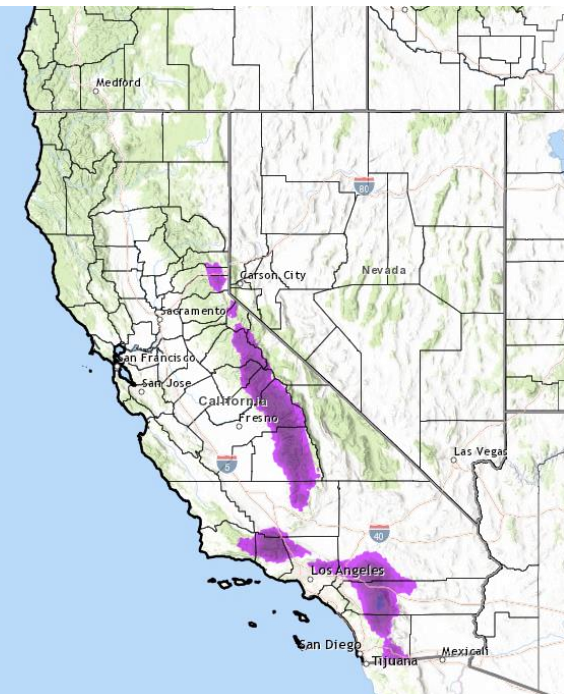 Medford
80
Carson City
Nevada
Sacramento
San Francisco
San Jose
California
Fresno
5
Las Vegas
40
Los Angeles
San Diego
Mexicali
Tijuana